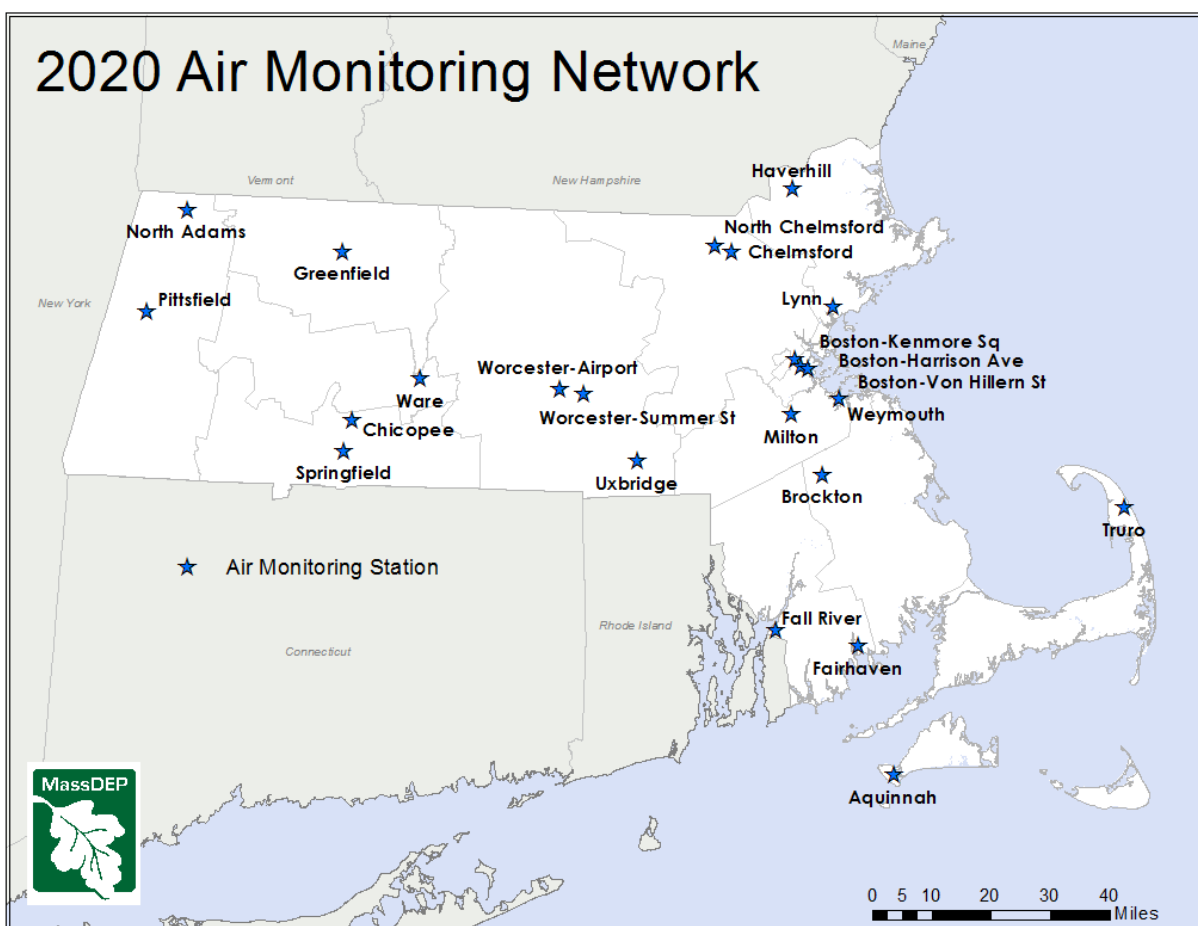 Maine
2020 Air Monitoring Network
Haverhill
Vermont
New Hampshire
North Adams
North Chelmsford
Chelmsford
Greenfield
New York
Pittsfield
Lynn
Boston-Kenmore Sq
Boston-Harrison Ave
Worcester-Airport
Boston-Von Hillern St
Ware
Worcester-Summer St
Weymouth
Chicopee
Milton
Springfield
Uxbridge
Brockton
Truro
Air Monitoring Station
Fall River
Rhode Island
Connecticut
Fairhaven
MassDEP
Aquinnah
0 5 10 20 30 40
Miles